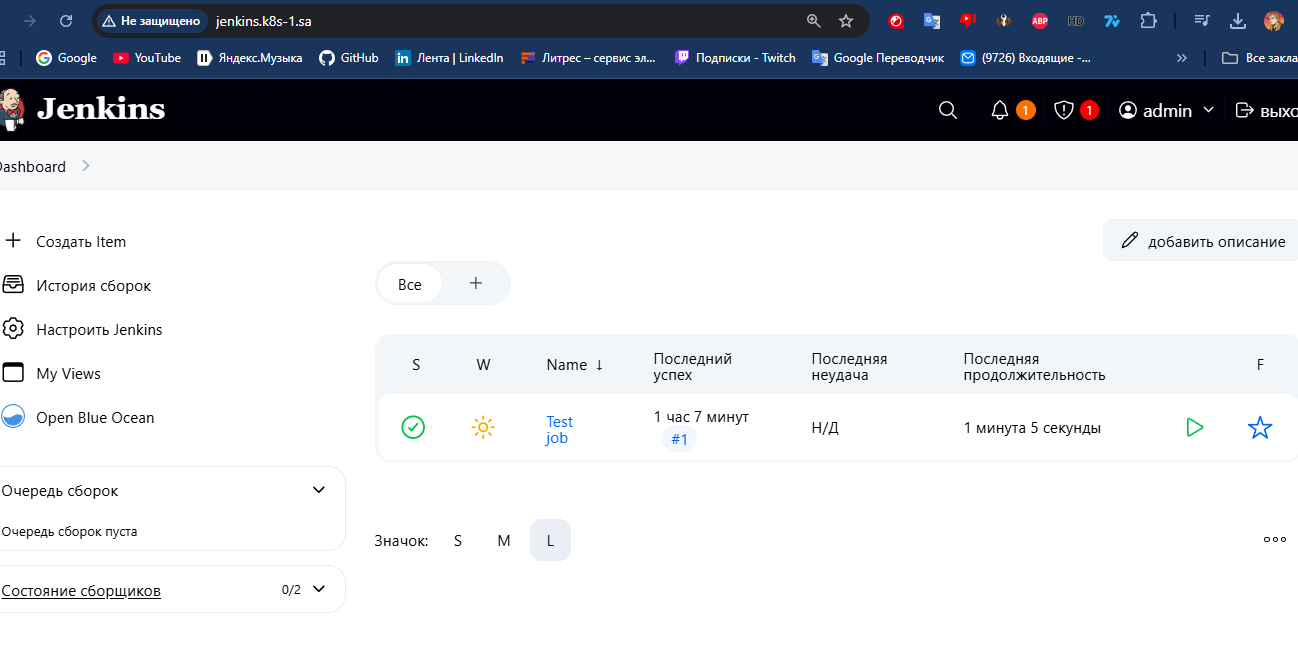 Не защищено
jenkins.k8s-1.sa
ABP
HD
Google
YouTube
Яндекс.Музыка
GitHub
in
Лента | LinkedIn
Литрес – сервис эл...
Подписки - Twitch
Google Переводчик
(9726) Входящие -...
»
Все закла
Jenkins
1
1
admin
выхо
Dashboard
Создать Item
История сборок
Настроить Jenkins
My Views
Open Blue Ocean
Очередь сборок
Очередь сборок пуста
Состояние сборщиков
0/2
добавить описание
Все
+
S W Name ↓ Последний успех Последняя неудача Последняя продолжительность F
Test
job
1 час 7 минут
#1
Н/Д
1 минута 5 секунды
Значок: S M L